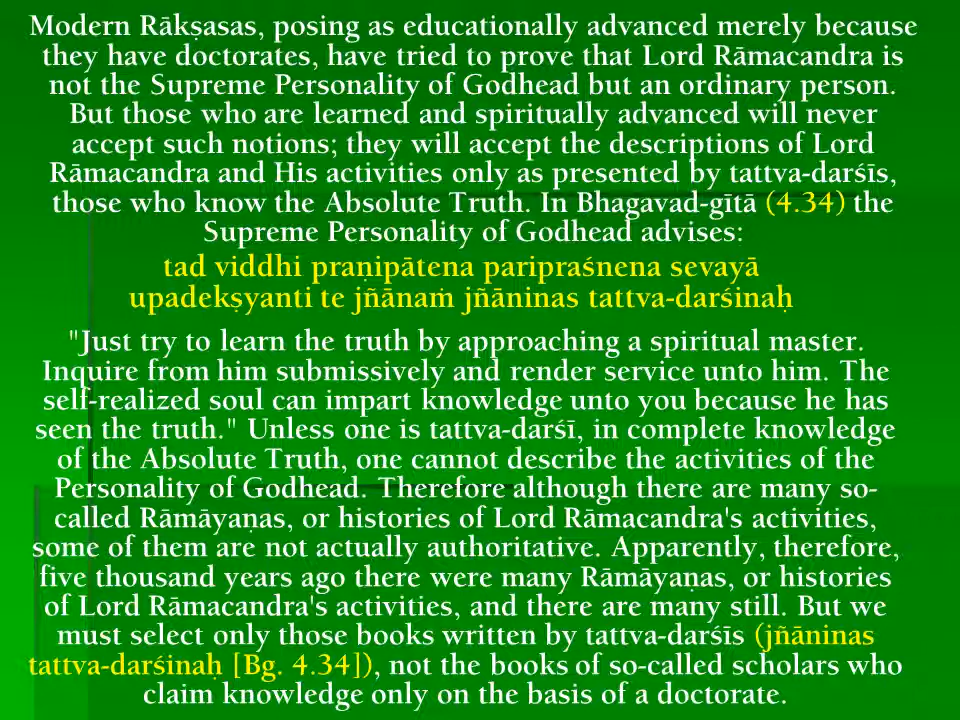 Modern Rākṣasas, posing as educationally advanced merely because
they have doctorates, have tried to prove that Lord Rāmacandra is
not the Supreme Personality of Godhead but an ordinary person.
But those who are learned and spiritually advanced will never
accept such notions; they will accept the descriptions of Lord
Rāmacandra and His activities only as presented by tattva-darśīs,
those who know the Absolute Truth. In Bhagavad-gītā (4.34) the
Supreme Personality of Godhead advises:
tad viddhi praṇipātena paripraśnena sevayā
upadekṣyanti te jñānaṁ jñāninas tattva-darśinaḥ
"Just try to learn the truth by approaching a spiritual master.
Inquire from him submissively and render service unto him. The
self-realized soul can impart knowledge unto you because he has
seen the truth." Unless one is tattva-darśī, in complete knowledge
of the Absolute Truth, one cannot describe the activities of the
Personality of Godhead. Therefore although there are many so-
called Rāmāyaṇas, or histories of Lord Rāmacandra's activities,
some of them are not actually authoritative. Apparently, therefore,
five thousand years ago there were many Rāmāyaṇas, or histories
of Lord Rāmacandra's activities, and there are many still. But we
must select only those books written by tattva-darśīs (jñāninas
tattva-darśinaḥ [Bg. 4.34]), not the books of so-called scholars who
claim knowledge only on the basis of a doctorate.